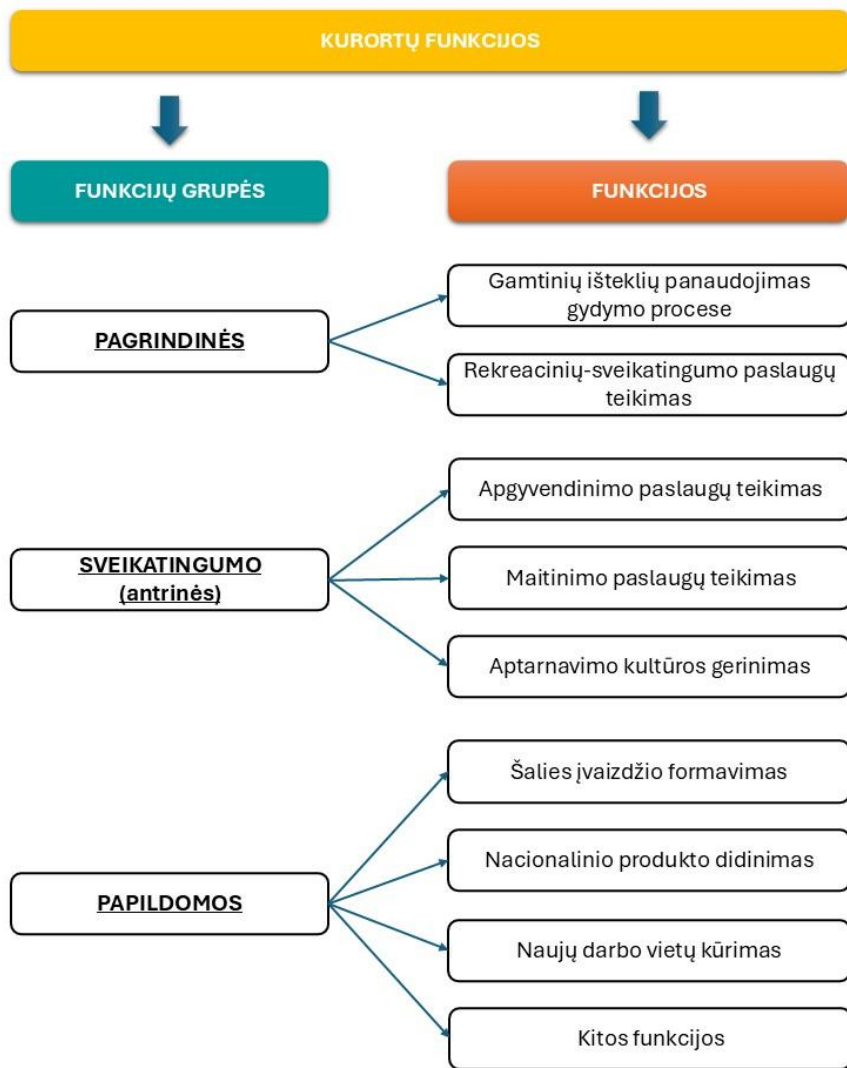 KURORTŲ FUNKCIJOS
FUNKCIJŲ GRUPĖS
FUNKCIJOS
PAGRINDINĖS
Gamtinių išteklių panaudojimas
gydymo procese
Rekreacinių-sveikatingumo paslaugų
teikimas
SVEIKATINGUMO
(antrinės)
Apgyvendinimo paslaugų teikimas
Maitinimo paslaugų teikimas
Aptarnavimo kultūros gerinimas
PAPILDOMOS
Šalies įvaizdžio formavimas
Nacionalinio produkto didinimas
Naujų darbo vietų kūrimas
Kitos funkcijos